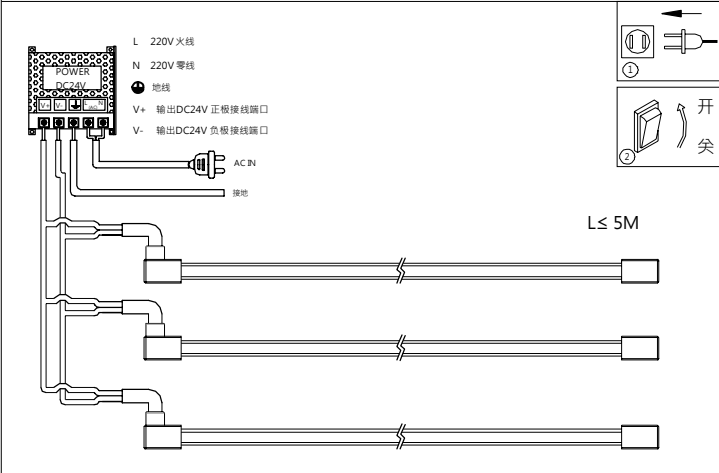 POWER
DC24V
V+ V- L N
(AC)
L 220V 火线
N 220V 零线
地线
V+ 输出DC24V 正极接线端口
V- 输出DC24V 负极接线端口
AC IN
接地
1
开
关
2
L≤ 5M